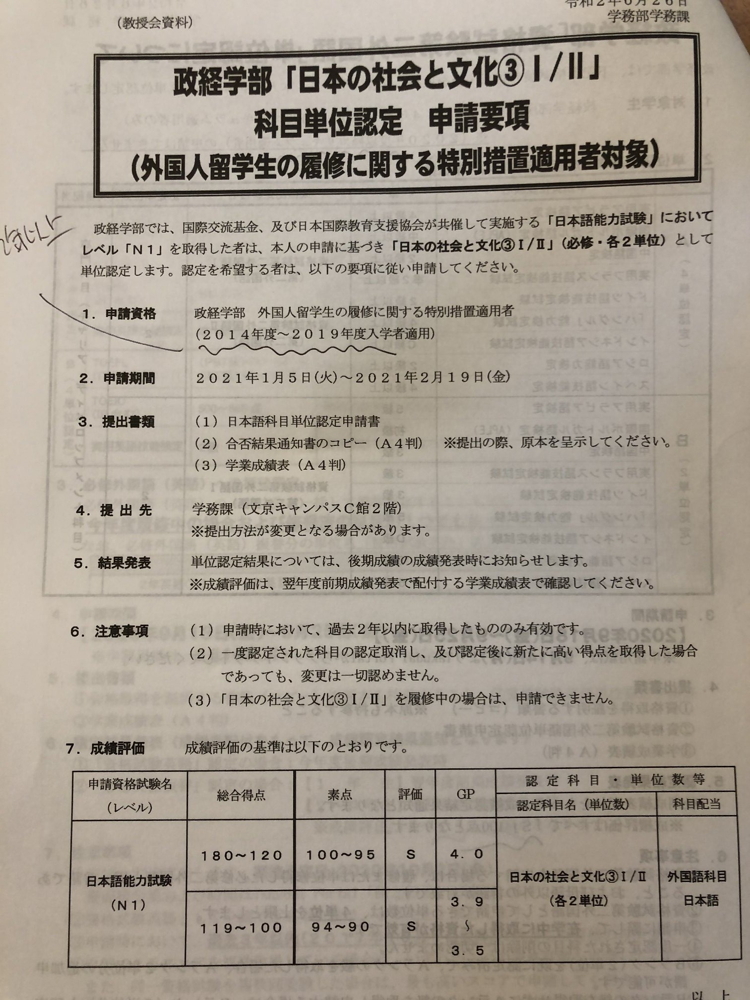 令和２年６月２６日
（教授会資料）
学務部学務課
政経学部「日本の社会と文化③Ⅰ/Ⅱ」
科目単位認定　申請要項
（外国人留学生の履修に関する特別措置適用者対象）
政経学部では、国際交流基金、及び日本国際教育支援協会が共催して実施する「日本語能力試験」において
レベル「Ｎ１」を取得した者は、本人の申請に基づき「日本の社会と文化③Ⅰ/Ⅱ」（必修・各２単位）として
単位認定します。認定を希望する者は、以下の要項に従い申請してください。
１．申請資格　政経学部　外国人留学生の履修に関する特別措置適用者
（２０１４年度～２０１９年度入学者適用）
２．申請期間　２０２１年１月５日(火)～２０２１年２月１９日(金)
３．提出書類　（１）日本語科目単位認定申請書
（２）合否結果通知書のコピー（Ａ４判）　※提出の際、原本を呈示してください。
（３）学業成績表（Ａ４判）
４．提 出 先　学務課（文京キャンパスＣ館２階）
※提出方法が変更となる場合があります。
５．結果発表　単位認定結果については、後期成績の成績発表時にお知らせします。
※成績評価は、翌年度前期成績発表で配付する学業成績表で確認してください。
６．注意事項　（１）申請時において、過去２年以内に取得したもののみ有効です。
（２）一度認定された科目の認定取消し、及び認定後に新たに高い得点を取得した場合
であっても、変更は一切認めません。
（３）「日本の社会と文化③Ⅰ/Ⅱ」を履修中の場合は、申請できません。
７．成績評価　成績評価の基準は以下のとおりです。
申請資格試験名
（レベル）
総合得点
素点
評価
GP
認 定 科 目 ・ 単 位 数 等
認定科目名（単位数）
科目配当
日本語能力試験
（Ｎ１）
１８０～１２０
１００～９５
Ｓ
４．０
１１９～１００
９４～９０
Ｓ
３．９
～
３．５
日本の社会と文化③Ⅰ/Ⅱ
（各２単位）
外国語科目
日本語
以 上